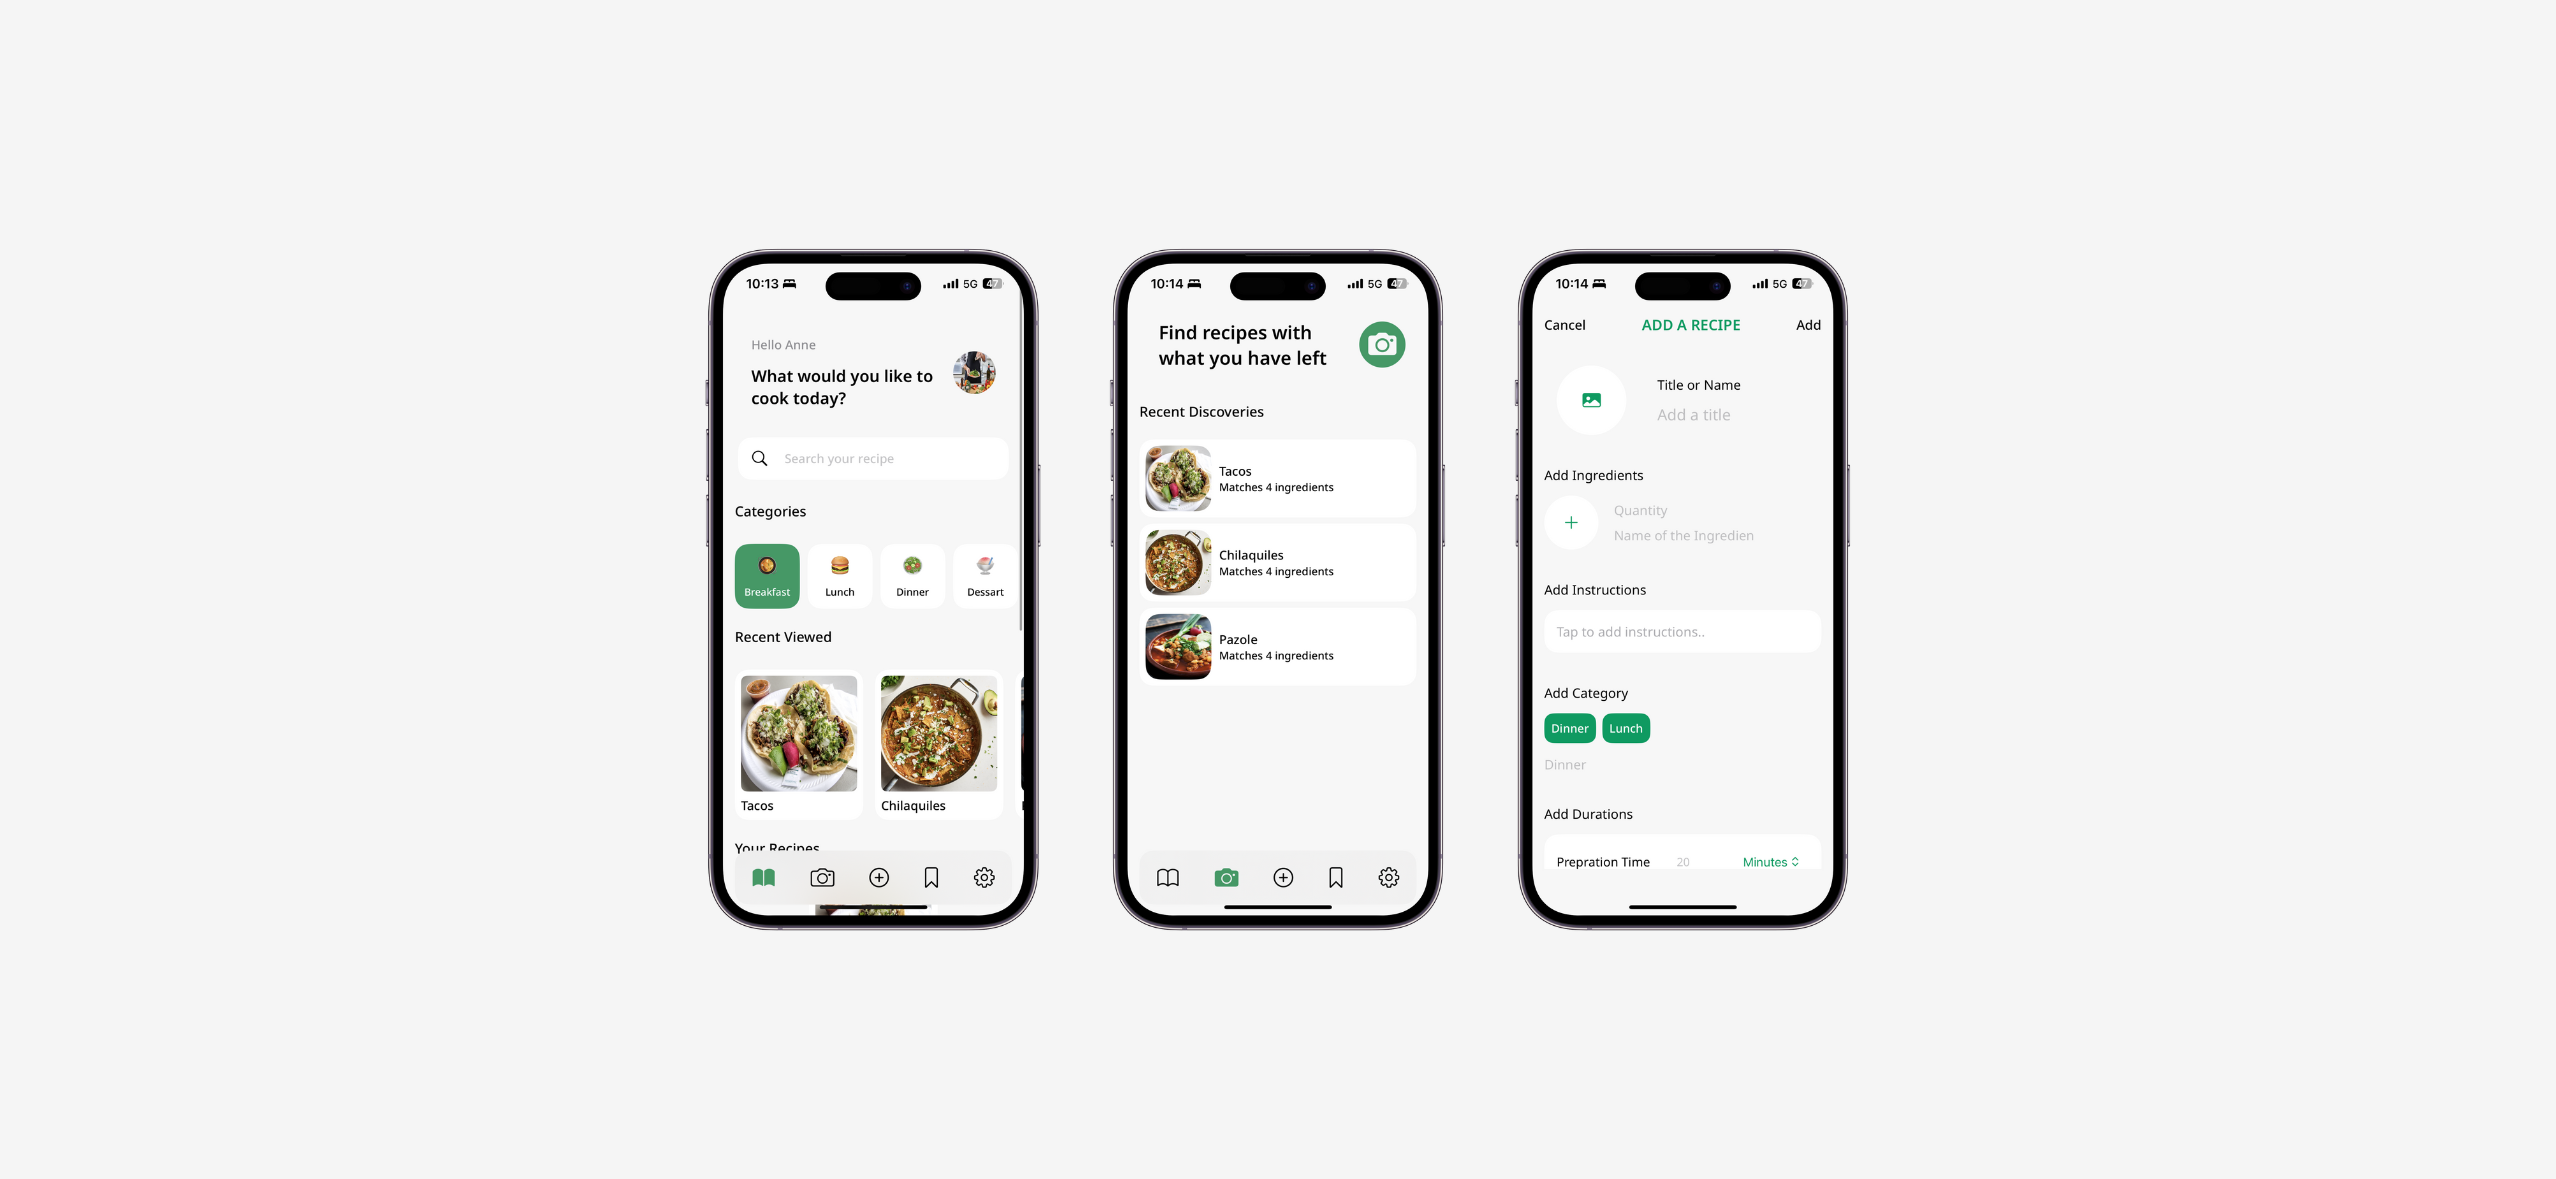 10:13
5G 47
Hello Anne
What would you like to
cook today?
Search your recipe
Categories
Breakfast
Lunch
Dinner
Dessart
Recent Viewed
Tacos
Chilaquiles
Your Recipes
10:14
5G 47
Find recipes with
what you have left
Recent Discoveries
Tacos
Matches 4 ingredients
Chilaquiles
Matches 4 ingredients
Pazole
Matches 4 ingredients
10:14
5G 47
Cancel
ADD A RECIPE
Add
Title or Name
Add a title
Add Ingredients
Quantity
Name of the Ingredien
Add Instructions
Tap to add instructions..
Add Category
Dinner
Lunch
Dinner
Add Durations
Prepration Time
20
Minutes